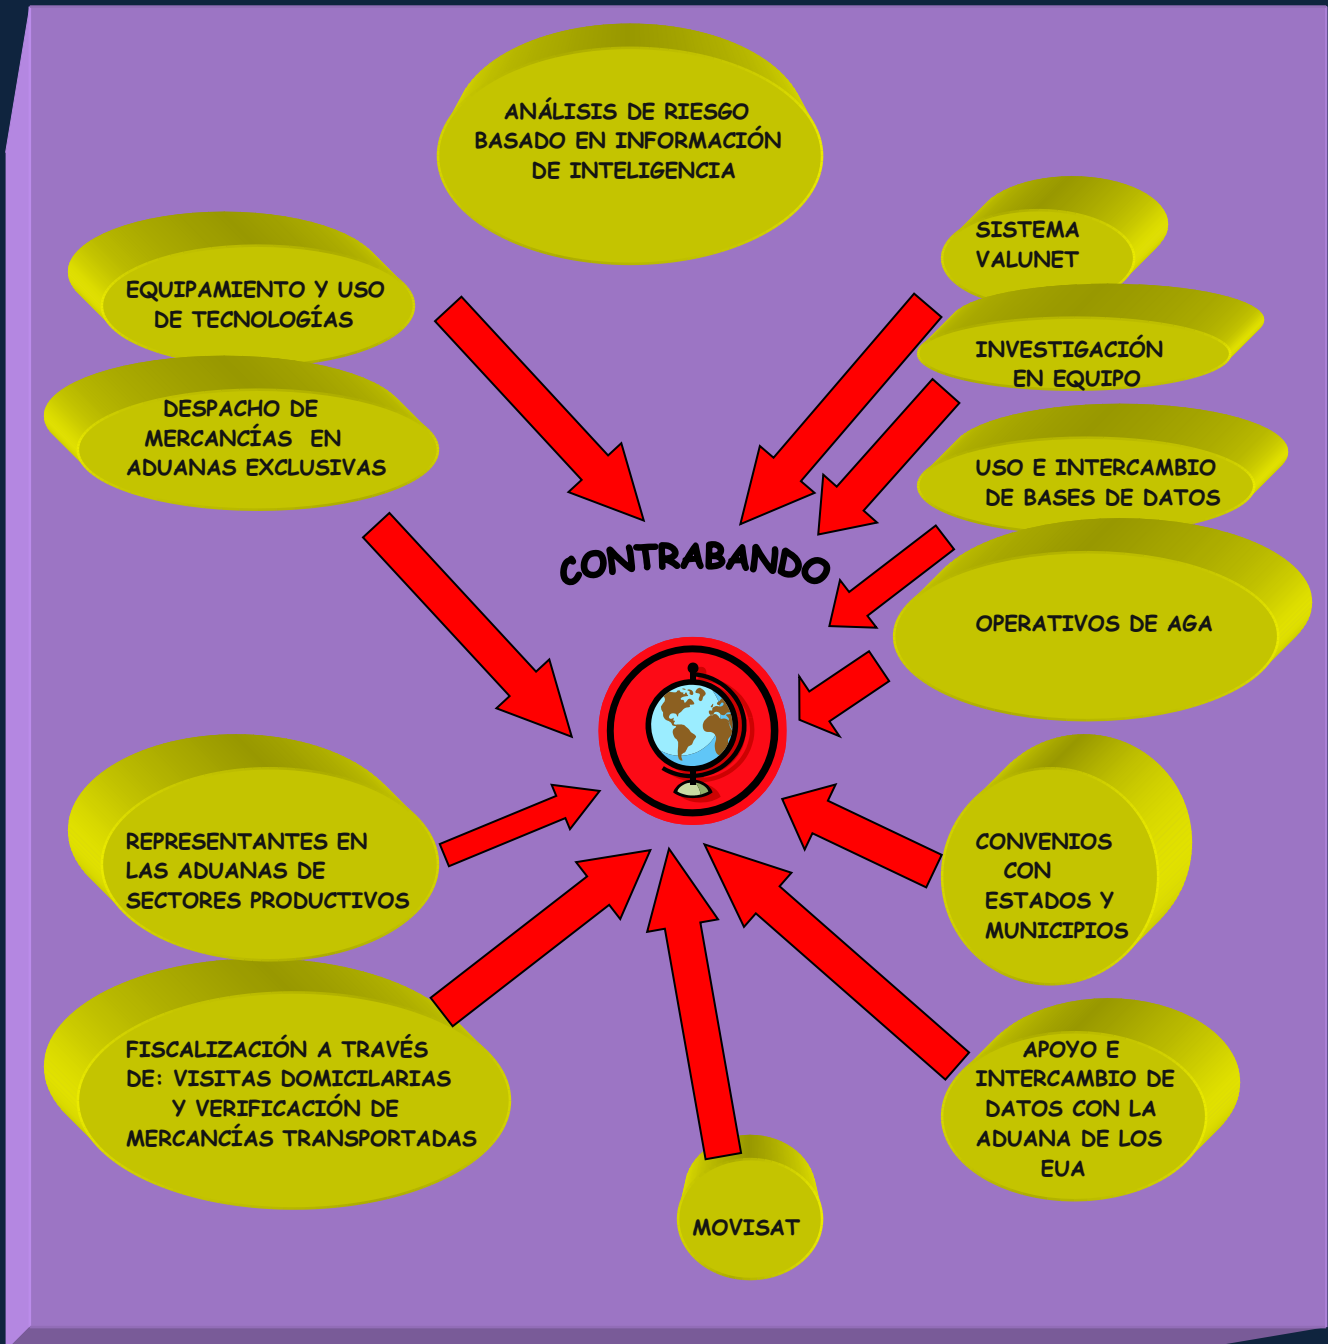 ANÁLISIS DE RIESGO
BASADO EN INFORMACIÓN
DE INTELIGENCIA
EQUIPAMIENTO Y USO
DE TECNOLOGÍAS
DESPACHO DE
MERCANCÍAS EN
ADUANAS EXCLUSIVAS
SISTEMA
VALUNET
INVESTIGACIÓN
EN EQUIPO
USO E INTERCAMBIO
DE BASES DE DATOS
OPERATIVOS DE AGA
CONTRABANDO
REPRESENTANTES EN
LAS ADUANAS DE
SECTORES PRODUCTIVOS
FISCALIZACIÓN A TRAVÉS
DE: VISITAS DOMICILARIAS
Y VERIFICACIÓN DE
MERCANCÍAS TRANSPORTADAS
MOVISAT
CONVENIOS
CON
ESTADOS Y
MUNICIPIOS
APOYO E
INTERCAMBIO DE
DATOS CON LA
ADUANA DE LOS
EUA